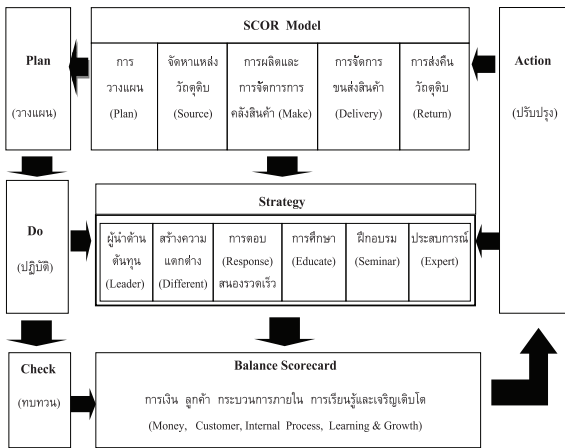 SCOR Model
Plan
(วางแผน)
การ
วางแผน
(Plan)
จัดหาแหล่ง
วัถตุดิบ
(Source)
การผลิตและ
การจัดการการ
คลังสินค้า (Make)
การจัดการ
ขนส่งสินค้า
(Delivery)
การส่งคืน
วัถตุดิบ
(Return)
Action
(ปรับปรุง)
Strategy
Do
(ปฏิบัติ)
ผู้นำด้าน
ต้นทุน
(Leader)
สร้างความ
แตกต่าง
(Different)
การตอบ
(Response)
สนองรวดเร็ว
การศึกษา
(Educate)
ฝึกอบรม
(Seminar)
ประสบการณ์
(Expert)
Check
(ทบทวน)
Balance Scorecard
การเงิน ลูกค้า กระบวนการภายใน การเรียนรู้และเจริญเติบโต
(Money, Customer, Internal Process, Learning & Growth)